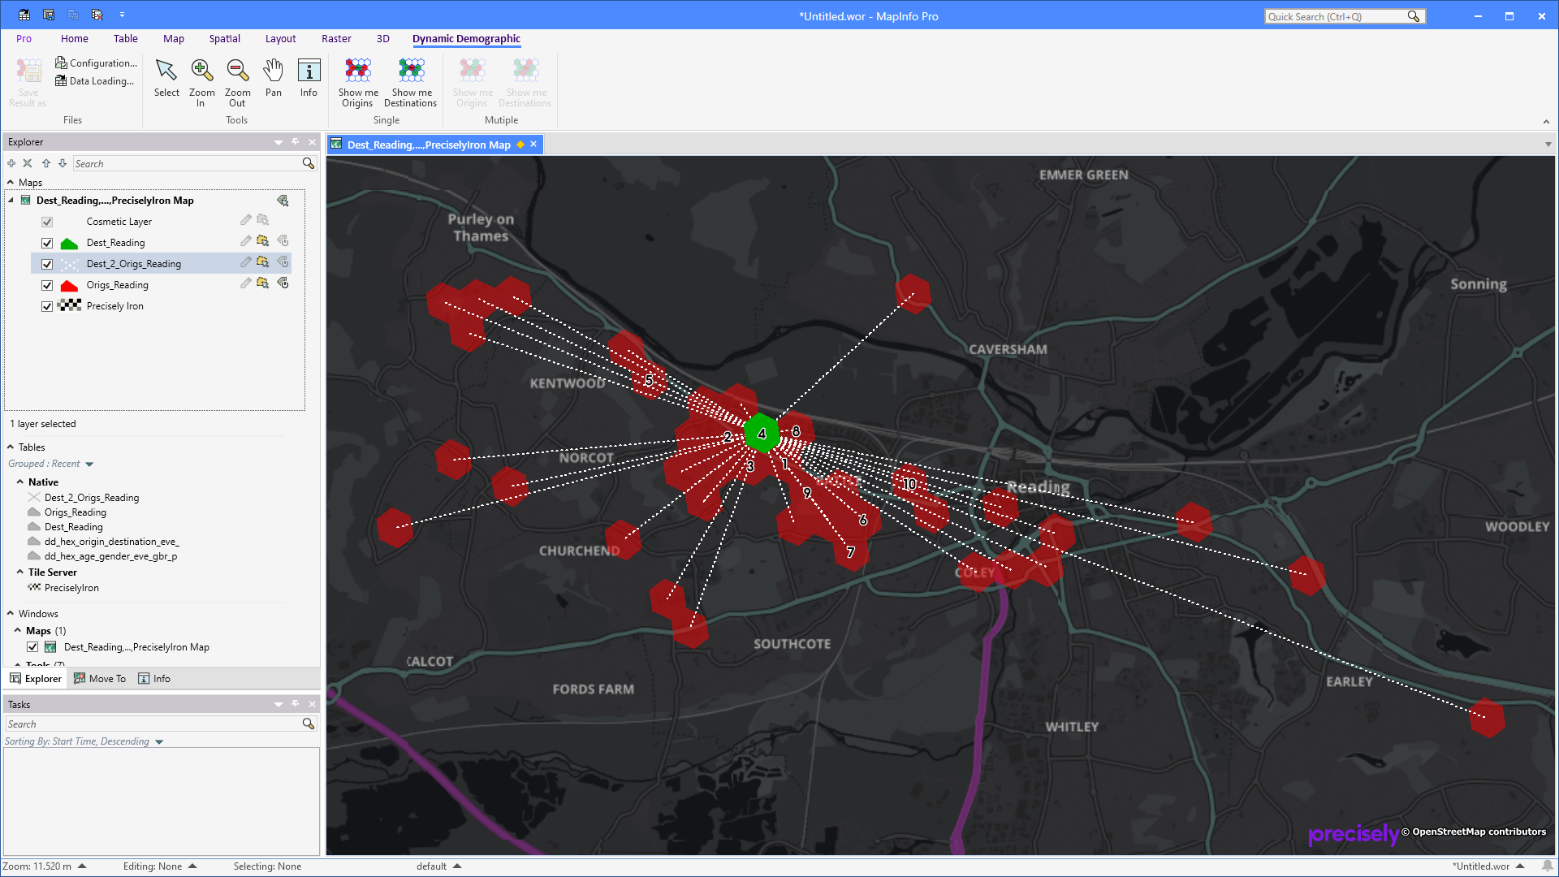 *Untitled.wor - MapInfo Pro
Quick Search (Ctrl+Q)
Pro Home Table Map Spatial Layout Raster 3D Dynamic Demographic
Save Result as
Configuration...
Data Loading...
Files
Select
Zoom In
Zoom Out
Pan
Info
Tools
Show me Origins
Show me Destinations
Single
Show me Origins
Show me Destinations
Mutiple
Explorer
Search
Maps
Dest_Reading,...,PreciselyIron Map
Cosmetic Layer
Dest_Reading
Dest_2_Origs_Reading
Origs_Reading
Precisely Iron
1 layer selected
Tables
Grouped : Recent
Native
Dest_2_Origs_Reading
Origs_Reading
Dest_Reading
dd_hex_origin_destination_eve_
dd_hex_age_gender_eve_gbr_p
Tile Server
PreciselyIron
Windows
Maps (1)
Dest_Reading,...,PreciselyIron Map
Tools (7)
Explorer Move To Info
Tasks
Search
Sorting By: Start Time, Descending
Dest_Reading,...,PreciselyIron Map
EMMER GREEN
Purley on
Thames
Sonning
CAVERSHAM
KENTWOOD
5
4
8
2
NORCOT
3
1
10
Reading
9
6
WOODLEY
7
CHURCHEND
COLEY
SOUTHCOTE
CALCOT
FORDS FARM
EARLEY
WHITLEY
precisely © OpenStreetMap contributors
Zoom: 11.520 m Editing: None Selecting: None default *Untitled.wor